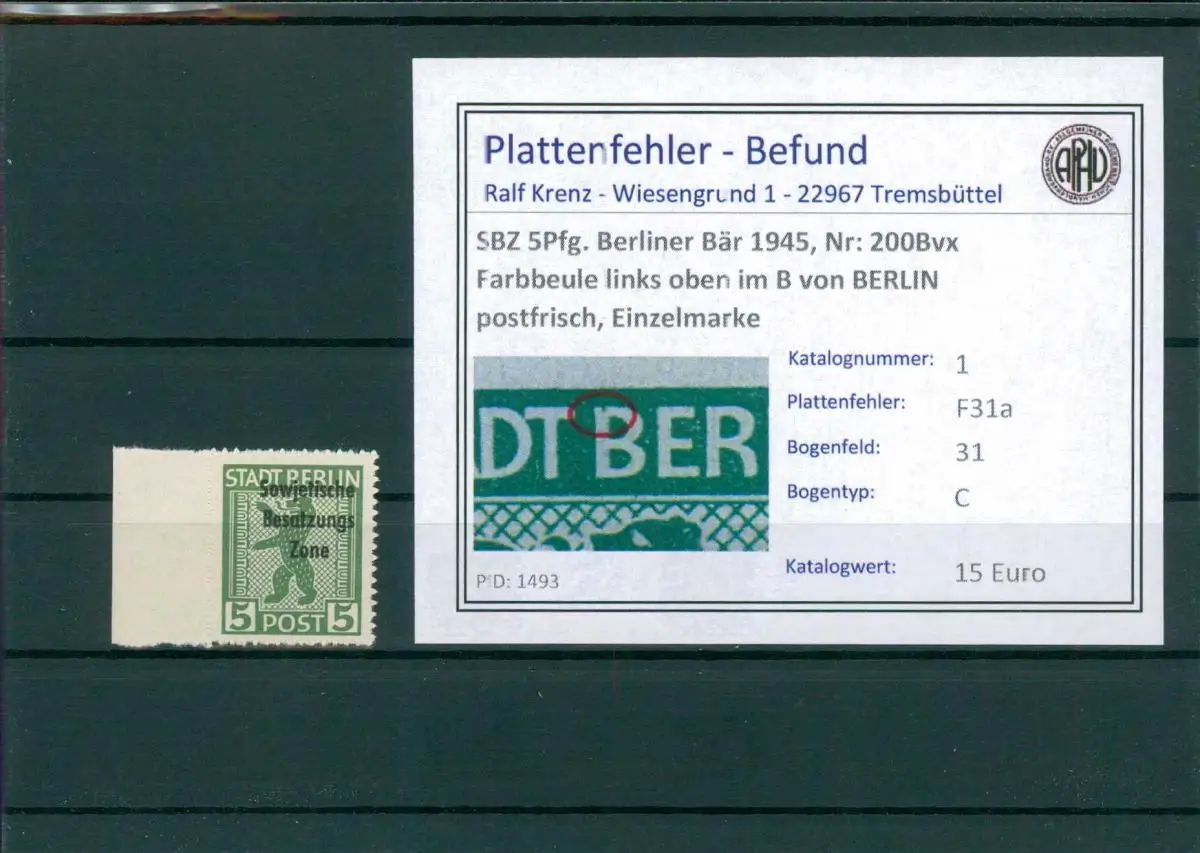 Plattenfehler - Befund
Ralf Krenz - Wiesengrund 1 - 22967 Tremsbüttel
APHV
SBZ 5Pfg. Berliner Bär 1945, Nr: 200Bvx
Farbbeule links oben im B von BERLIN
postfrisch, Einzelmarke
DT BER
Katalognummer: 1
Plattenfehler: F31a
Bogenfeld: 31
Bogentyp: C
Katalogwert: 15 Euro
PID: 1493
STADT BERLIN
Sowjetische
Besatzungs
Zone
5 POST 5